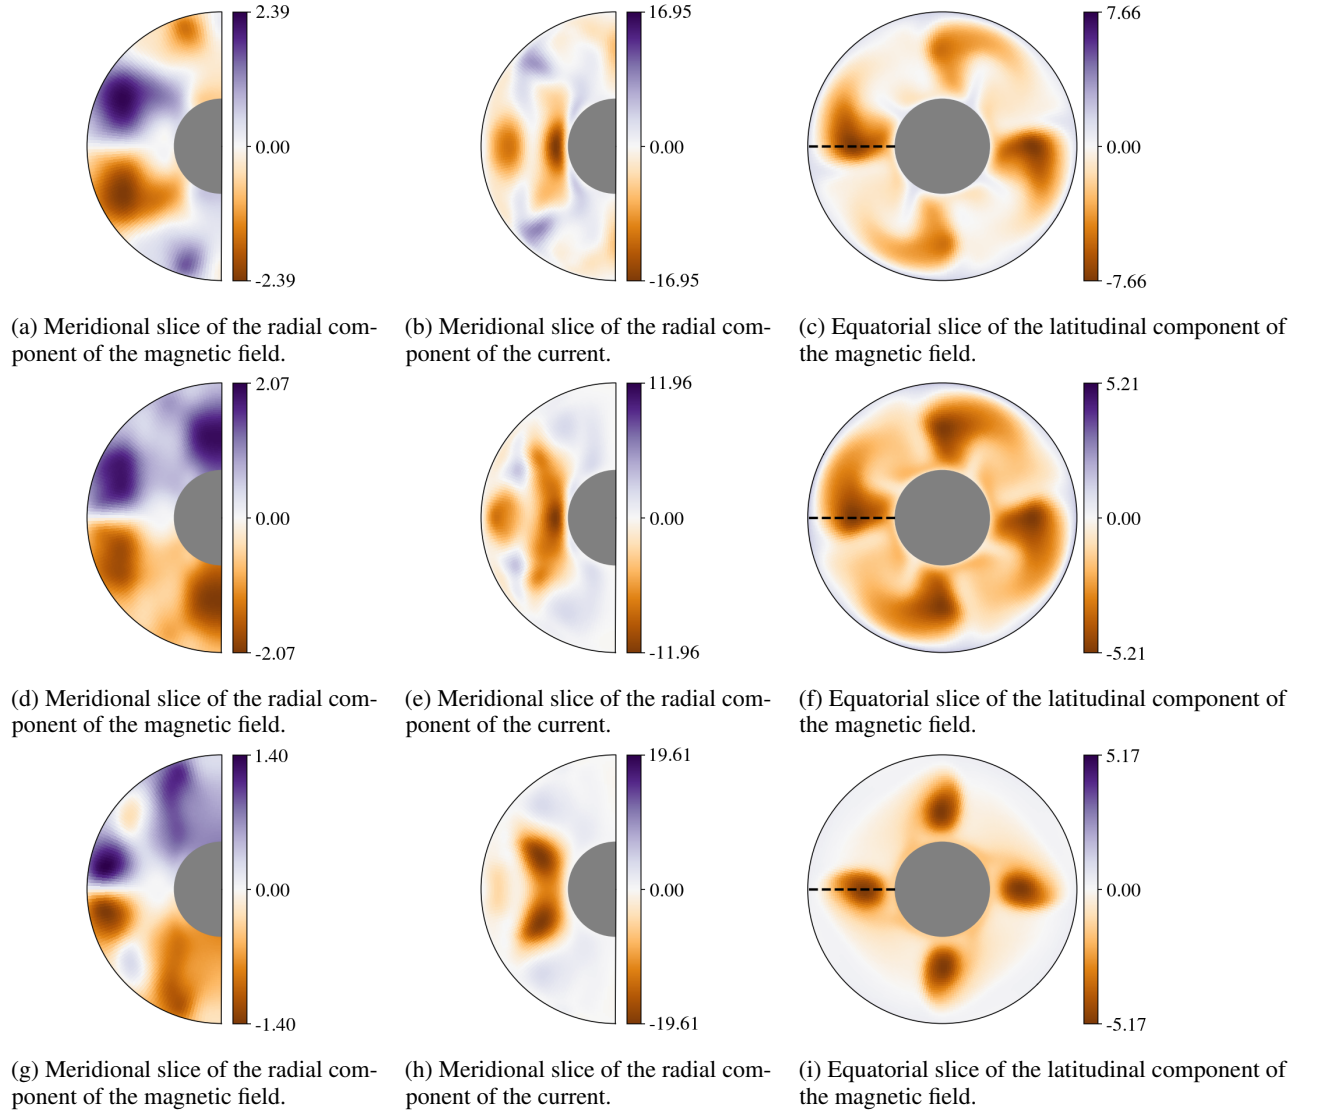 2.39
0.00
-2.39
16.95
0.00
-16.95
7.66
0.00
-7.66
(a) Meridional slice of the radial com-
ponent of the magnetic field.
(b) Meridional slice of the radial com-
ponent of the current.
(c) Equatorial slice of the latitudinal component of
the magnetic field.
2.07
0.00
-2.07
11.96
0.00
-11.96
5.21
0.00
-5.21
(d) Meridional slice of the radial com-
ponent of the magnetic field.
(e) Meridional slice of the radial com-
ponent of the current.
(f) Equatorial slice of the latitudinal component of
the magnetic field.
1.40
0.00
-1.40
19.61
0.00
-19.61
5.17
0.00
-5.17
(g) Meridional slice of the radial com-
ponent of the magnetic field.
(h) Meridional slice of the radial com-
ponent of the current.
(i) Equatorial slice of the latitudinal component of
the magnetic field.